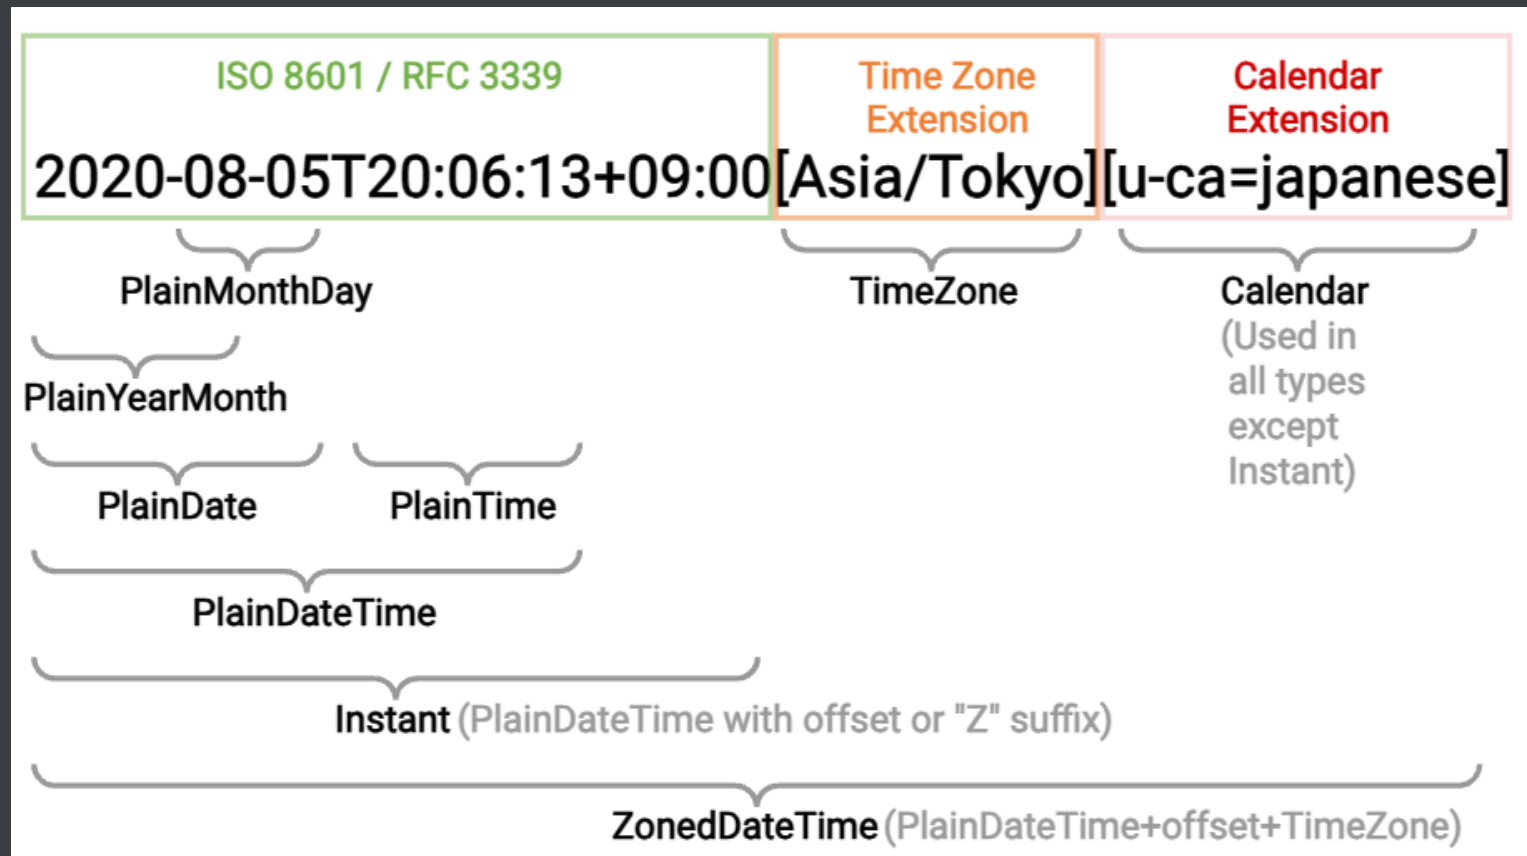 ISO 8601 / RFC 3339
Time Zone
Extension
Calendar
Extension
2020-08-05T20:06:13+09:00[Asia/Tokyo][u-ca=japanese]
PlainMonthDay
TimeZone
Calendar
(Used in
all types
except
Instant)
PlainYearMonth
PlainDate
PlainTime
PlainDateTime
Instant (PlainDateTime with offset or "Z" suffix)
ZonedDateTime (PlainDateTime+offset+TimeZone)